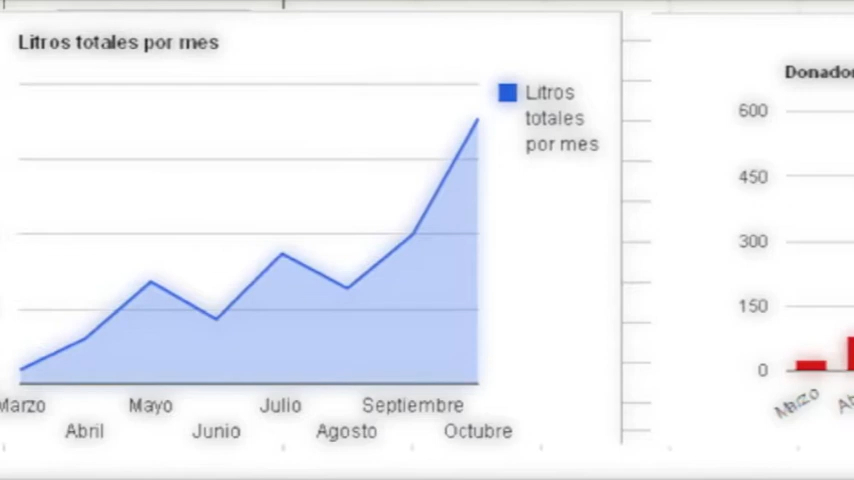 Litros totales por mes
Litros
totales
por mes
Marzo
Abril
Mayo
Junio
Julio
Agosto
Septiembre
Octubre
600
450
300
150
0
Marzo